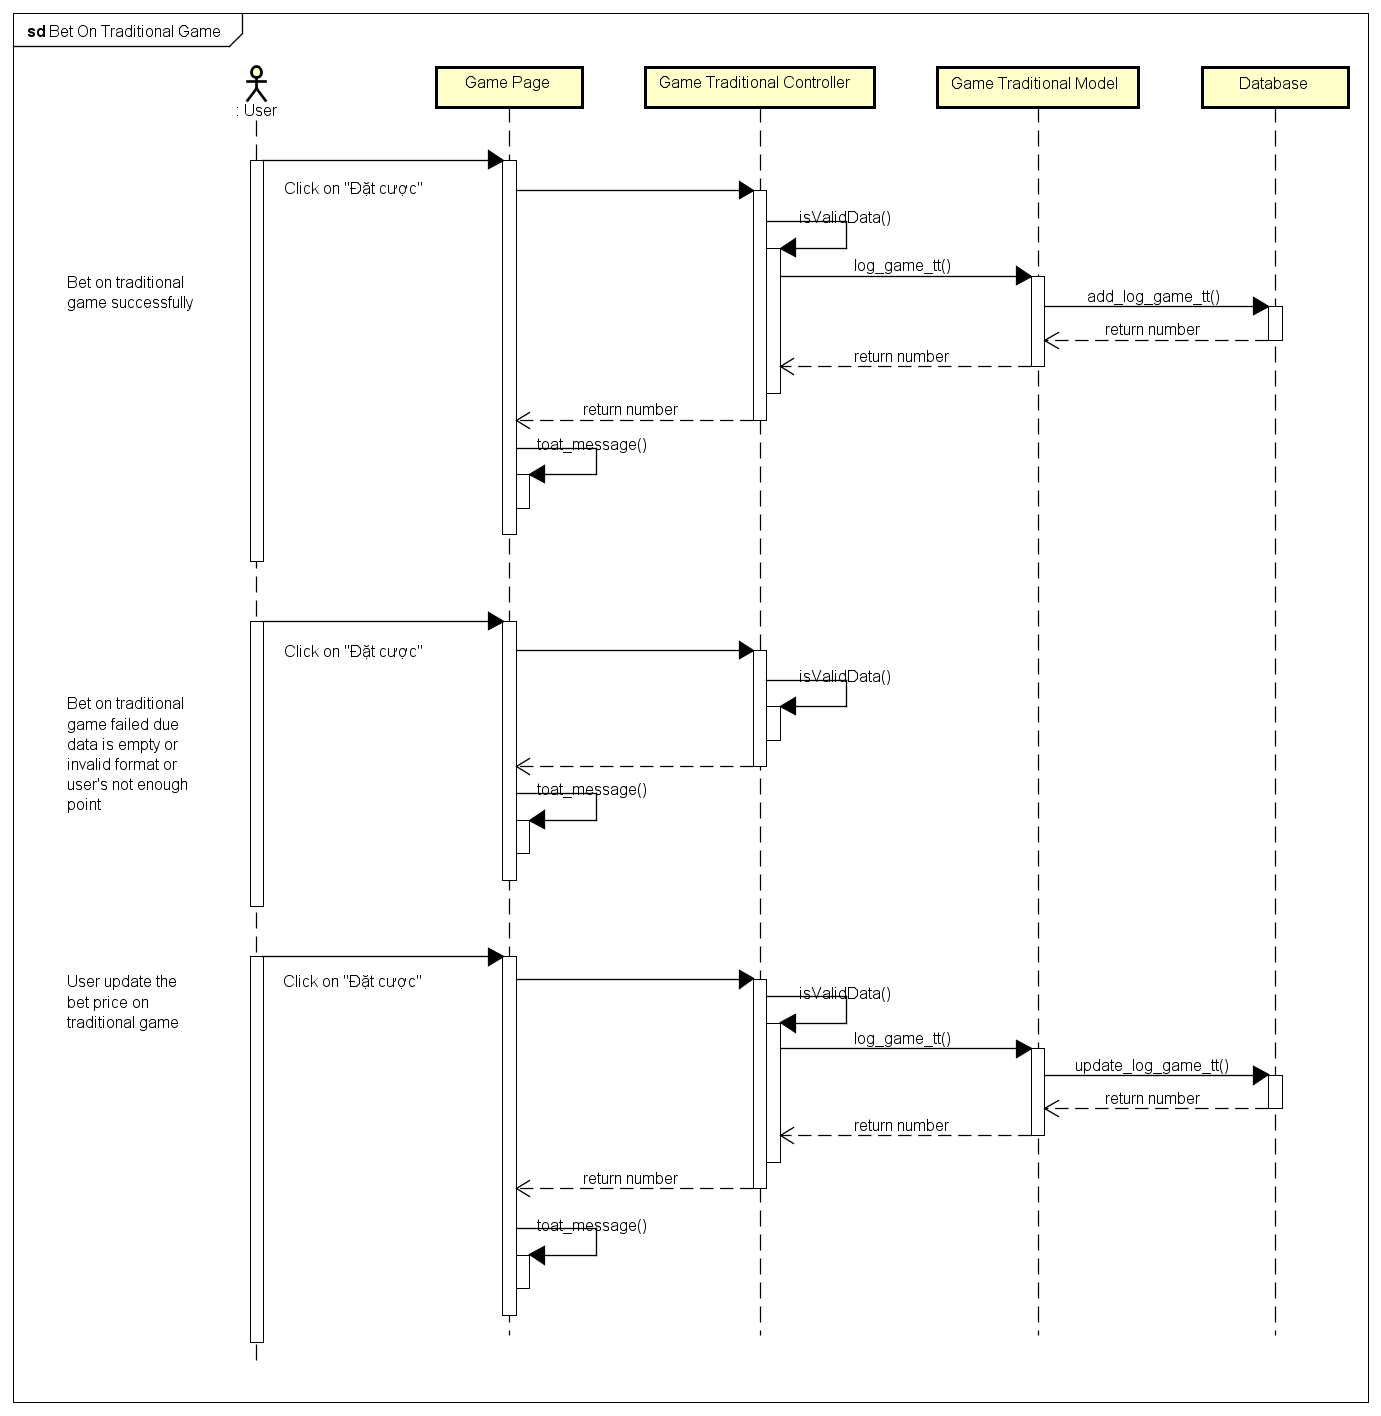 sd Bet On Traditional Game
: User
Game Page
Game Traditional Controller
Game Traditional Model
Database
Click on "Đặt cược"
isValidData()
log_game_tt()
Bet on traditional
game successfully
add_log_game_tt()
return number
return number
return number
toat_message()
Click on "Đặt cược"
isValidData()
Bet on traditional
game failed due
data is empty or
invalid format or
user's not enough
point
toat_message()
User update the
bet price on
traditional game
Click on "Đặt cược"
isValidData()
log_game_tt()
update_log_game_tt()
return number
return number
return number
toat_message()